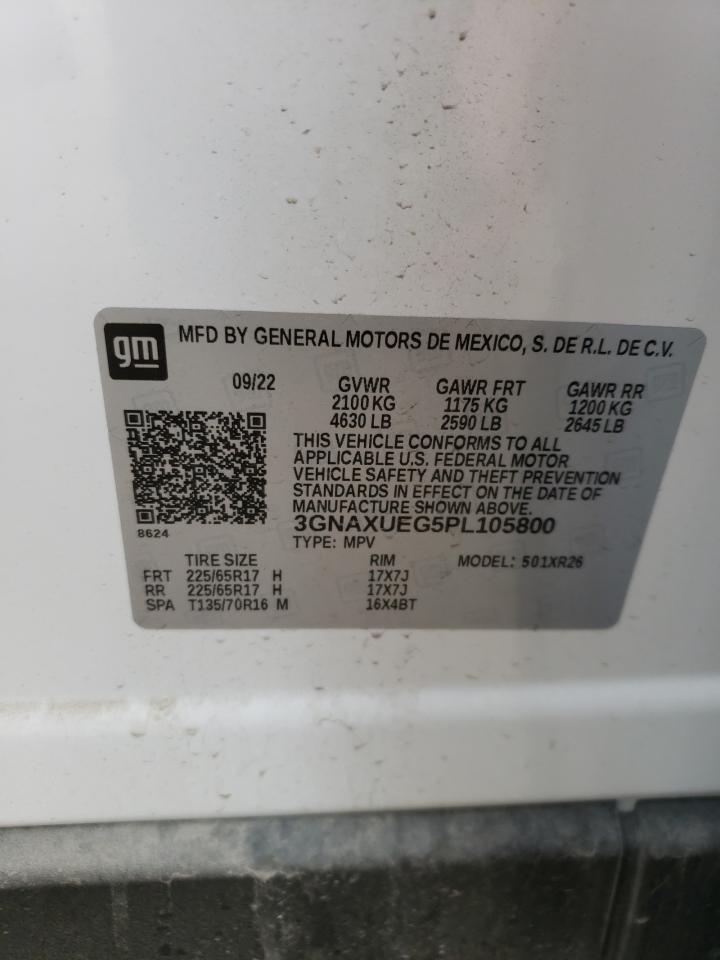 gm
MFD BY GENERAL MOTORS DE MEXICO, S. DE R.L. DE C.V.
09/22 GVWR GAWR FRT GAWR RR
2100 KG 1175 KG 1200 KG
4630 LB 2590 LB 2645 LB
THIS VEHICLE CONFORMS TO ALL
APPLICABLE U.S. FEDERAL MOTOR
VEHICLE SAFETY AND THEFT PREVENTION
STANDARDS IN EFFECT ON THE DATE OF
MANUFACTURE SHOWN ABOVE.
3GNAXUEG5PL105800
8624
TYPE: MPV
TIRE SIZE RIM MODEL: 501XR26
FRT 225/65R17 H 17X7J
RR 225/65R17 H 17X7J
SPA T135/70R16 M 16X4BT